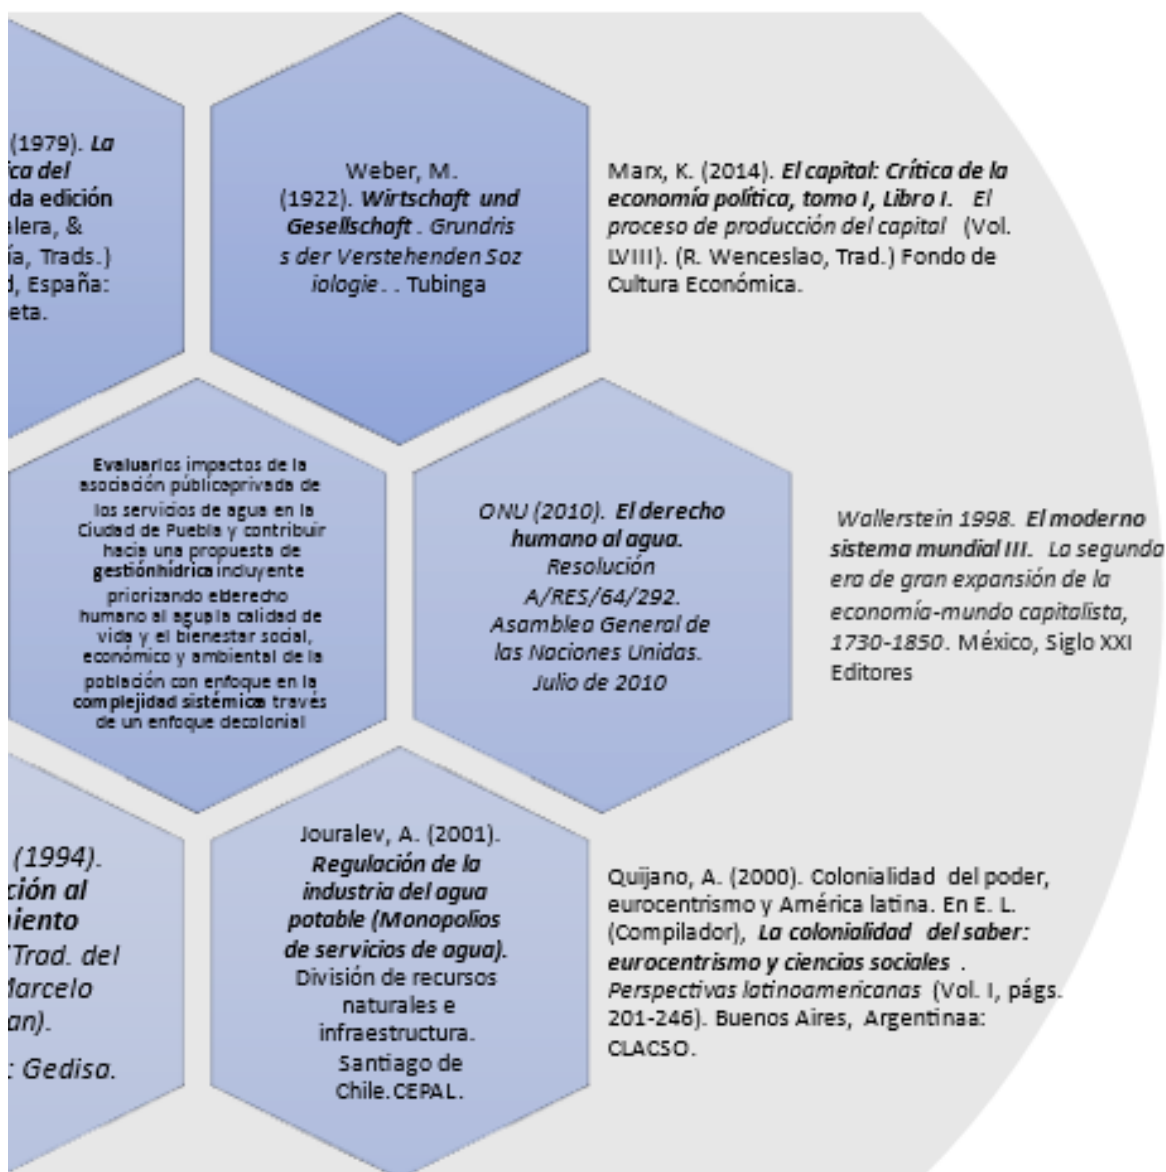 (1979). La
ica del
da edición
alera, &
ía, Trads.)
d, España:
eta.
Weber, M.
(1922). Wirtschaft und
Gesellschaft . Grundris
s der Verstehenden Soz
iologie . . Tubinga
Marx, K. (2014). El capital: Crítica de la
economía política, tomo I, Libro I. El
proceso de producción del capital (Vol.
LVIII). (R. Wenceslao, Trad.) Fondo de
Cultura Económica.
Evaluarlos impactos de la
asociación públicoprivada de
los servicios de agua en la
Ciudad de Puebla y contribuir
hacia una propuesta de
gestiónhídrica incluyente
priorizando elderecho
humano al agua la calidad de
vida y el bienestar social,
económico y ambiental de la
población con enfoque en la
complejidad sistémica través
de un enfoque decolonial
ONU (2010). El derecho
humano al agua.
Resolución
A/RES/64/292.
Asamblea General de
las Naciones Unidas.
Julio de 2010
Wallerstein 1998. El moderno
sistema mundial III. La segunda
era de gran expansión de la
economía-mundo capitalista,
1730-1850. México, Siglo XXI
Editores
(1994).
ción al
miento
(Trad. del
Marcelo
an).
: Gedisa.
Jouralev, A. (2001).
Regulación de la
industria del agua
potable (Monopolios
de servicios de agua).
División de recursos
naturales e
infraestructura.
Santiago de
Chile.CEPAL.
Quijano, A. (2000). Colonialidad del poder,
eurocentrismo y América latina. En E. L.
(Compilador), La colonialidad del saber:
eurocentrismo y ciencias sociales .
Perspectivas latinoamericanas (Vol. I, págs.
201-246). Buenos Aires, Argentinaa:
CLACSO.